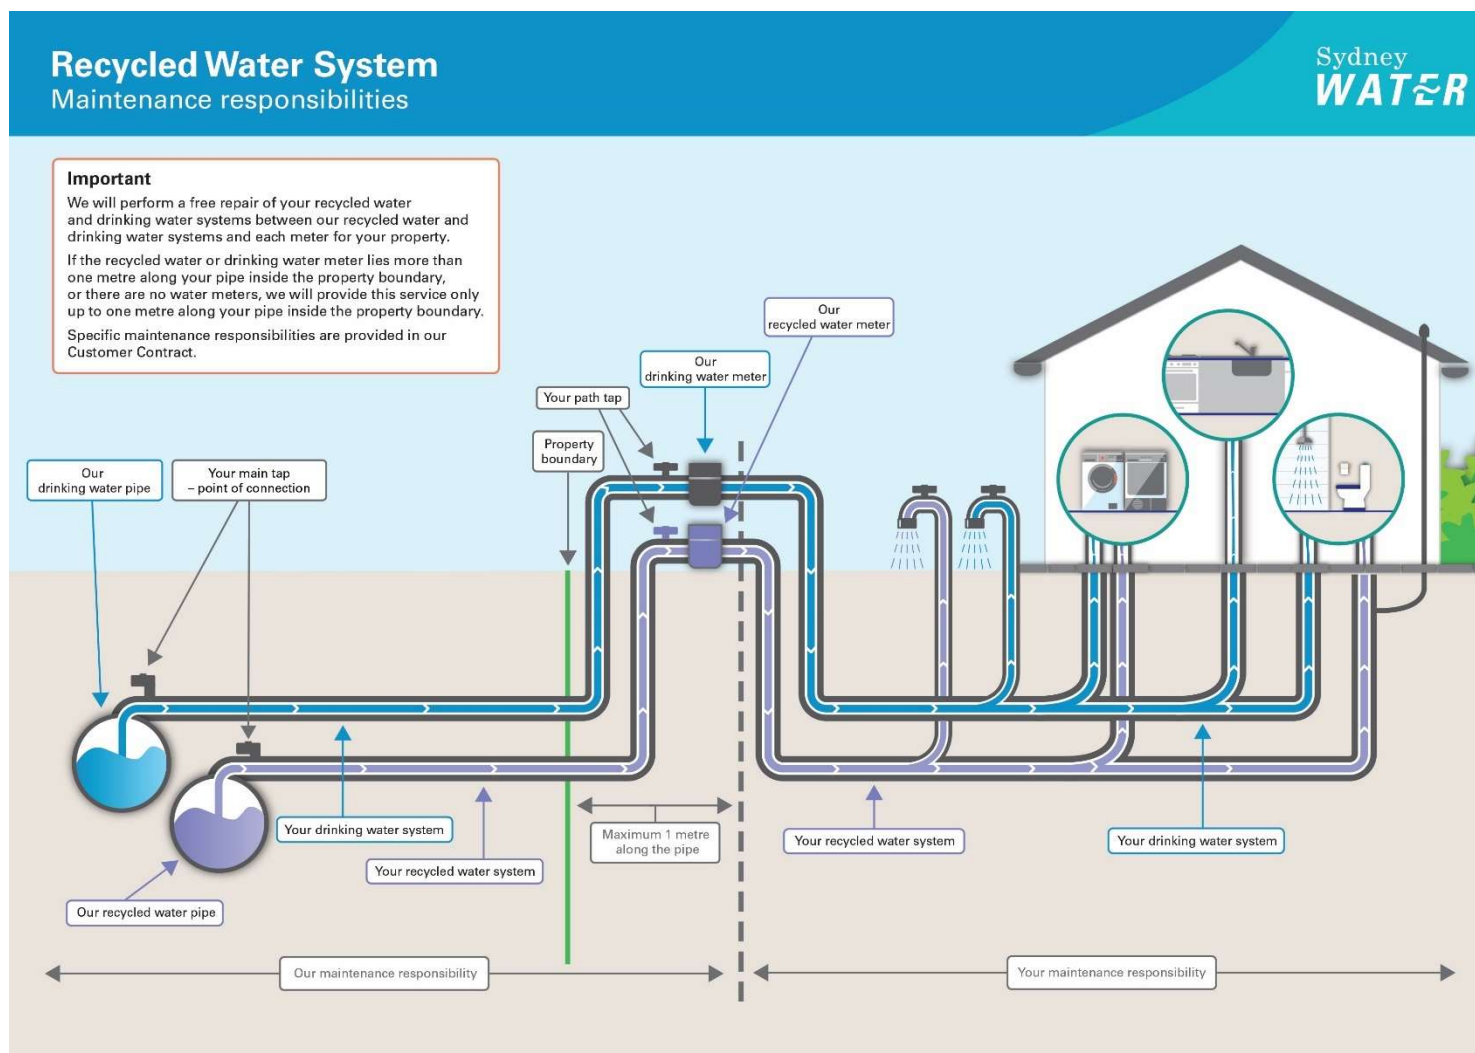 Recycled Water System
Maintenance responsibilities
Sydney
WATER
Important
We will perform a free repair of your recycled water
and drinking water systems between our recycled water and
drinking water systems and each meter for your property.
If the recycled water or drinking water meter lies more than
one metre along your pipe inside the property boundary,
or there are no water meters, we will provide this service only
up to one metre along your pipe inside the property boundary.
Specific maintenance responsibilities are provided in our
Customer Contract.
Our
recycled water meter
Our
drinking water meter
Your path tap
Property
boundary
Our
drinking water pipe
Your main tap
– point of connection
Your drinking water system
Your recycled water system
Maximum 1 metre
along the pipe
Your recycled water system
Your drinking water system
Our recycled water pipe
Our maintenance responsibility
Your maintenance responsibility